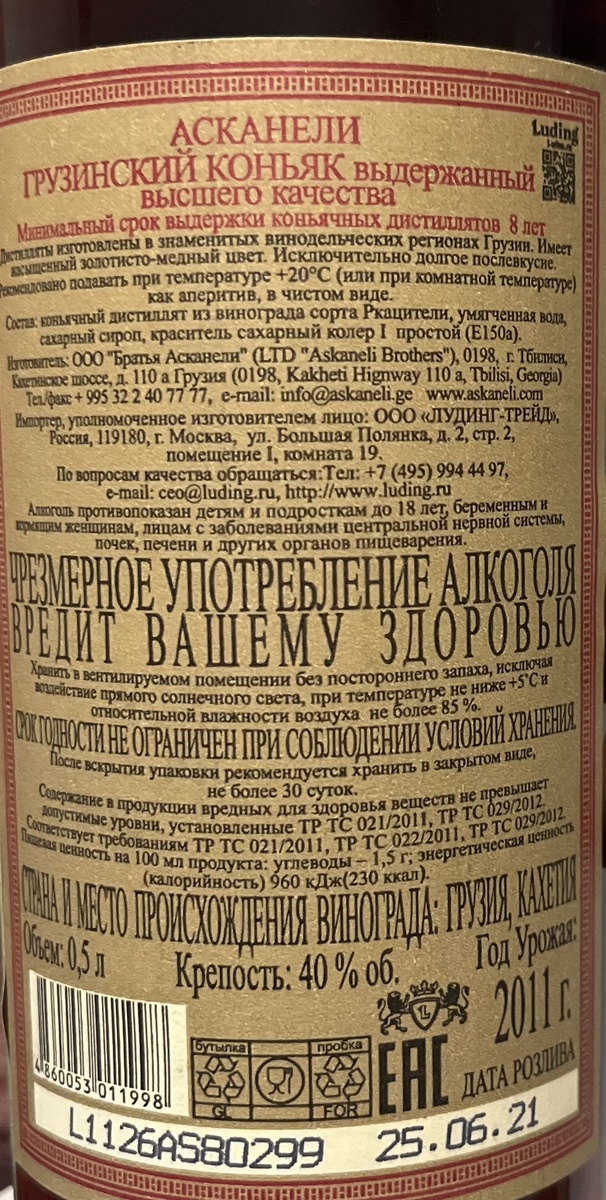 АСКАНЕЛИ
Luding
ГРУЗИНСКИЙ КОНЬЯК выдержанный
высшего качества
Минимальный срок выдержки коньячных дистиллятов 8 лет
Дистилляты изготовлены в знаменитых винодельческих регионах Грузии. Имеет
насыщенный золотисто-медный цвет. Исключительно долгое послевкусие.
Рекомендовано подавать при температуре +20°С (или при комнатной температуре)
как аперитив, в чистом виде.
Состав: коньячный дистиллят из винограда сорта Ркацители, умягченная вода,
сахарный сироп, краситель сахарный колер I простой (Е150а).
Изготовитель: ООО "Братья Асканели" (LTD "Askaneli Brothers"), 0198, г. Тбилиси,
Кахетинское шоссе, д. 110 а Грузия (0198, Kakheti Hignway 110 a, Tbilisi, Georgia)
Тел./факс + 995 32 2 40 77 77, e-mail: info@askaneli.ge www.askaneli.com
Импортер, уполномоченное изготовителем лицо: ООО «ЛУДИНГ-ТРЕЙД»,
Россия, 119180, г. Москва, ул. Большая Полянка, д. 2, стр. 2,
помещение I, комната 19.
По вопросам качества обращаться:Тел: +7 (495) 994 44 97,
e-mail: ceo@luding.ru, http://www.luding.ru
Алкоголь противопоказан детям и подросткам до 18 лет, беременным и
кормящим женщинам, лицам с заболеваниями центральной нервной системы,
почек, печени и других органов пищеварения.
ЧРЕЗМЕРНОЕ УПОТРЕБЛЕНИЕ АЛКОГОЛЯ
ВРЕДИТ ВАШЕМУ ЗДОРОВЬЮ
Хранить в вентилируемом помещении без постороннего запаха, исключая
воздействие прямого солнечного света, при температуре не ниже +5°С и
относительной влажности воздуха не более 85 %.
СРОК ГОДНОСТИ НЕ ОГРАНИЧЕН ПРИ СОБЛЮДЕНИИ УСЛОВИЙ ХРАНЕНИЯ.
После вскрытия упаковки рекомендуется хранить в закрытом виде,
не более 30 суток.
Содержание в продукции вредных для здоровья веществ не превышает
допустимые уровни, установленные ТР ТС 021/2011, ТР ТС 029/2012.
Соответствует требованиям ТР ТС 021/2011, ТР ТС 022/2011, ТР ТС 029/2012.
Пищевая ценность на 100 мл продукта: углеводы – 1,5 г; энергетическая ценность
(калорийность) 960 кДж(230 ккал).
СТРАНА И МЕСТО ПРОИСХОЖДЕНИЯ ВИНОГРАДА: ГРУЗИЯ, КАХЕТИЯ
Объем: 0,5 л
Крепость: 40 % об.
Год Урожая:
2011 г.
4 860053 011998
бутылка
GL
пробка
FOR
EAC
ДАТА РОЗЛИВА
L1126AS80299 25.06.21